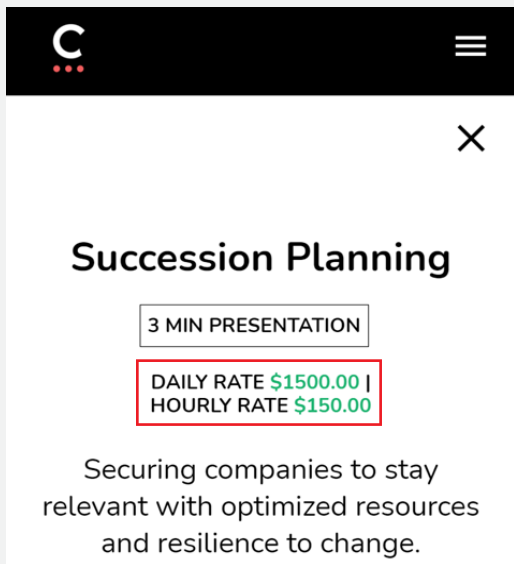 C
Succession Planning
3 MIN PRESENTATION
DAILY RATE $1500.00 |
HOURLY RATE $150.00
Securing companies to stay
relevant with optimized resources
and resilience to change.